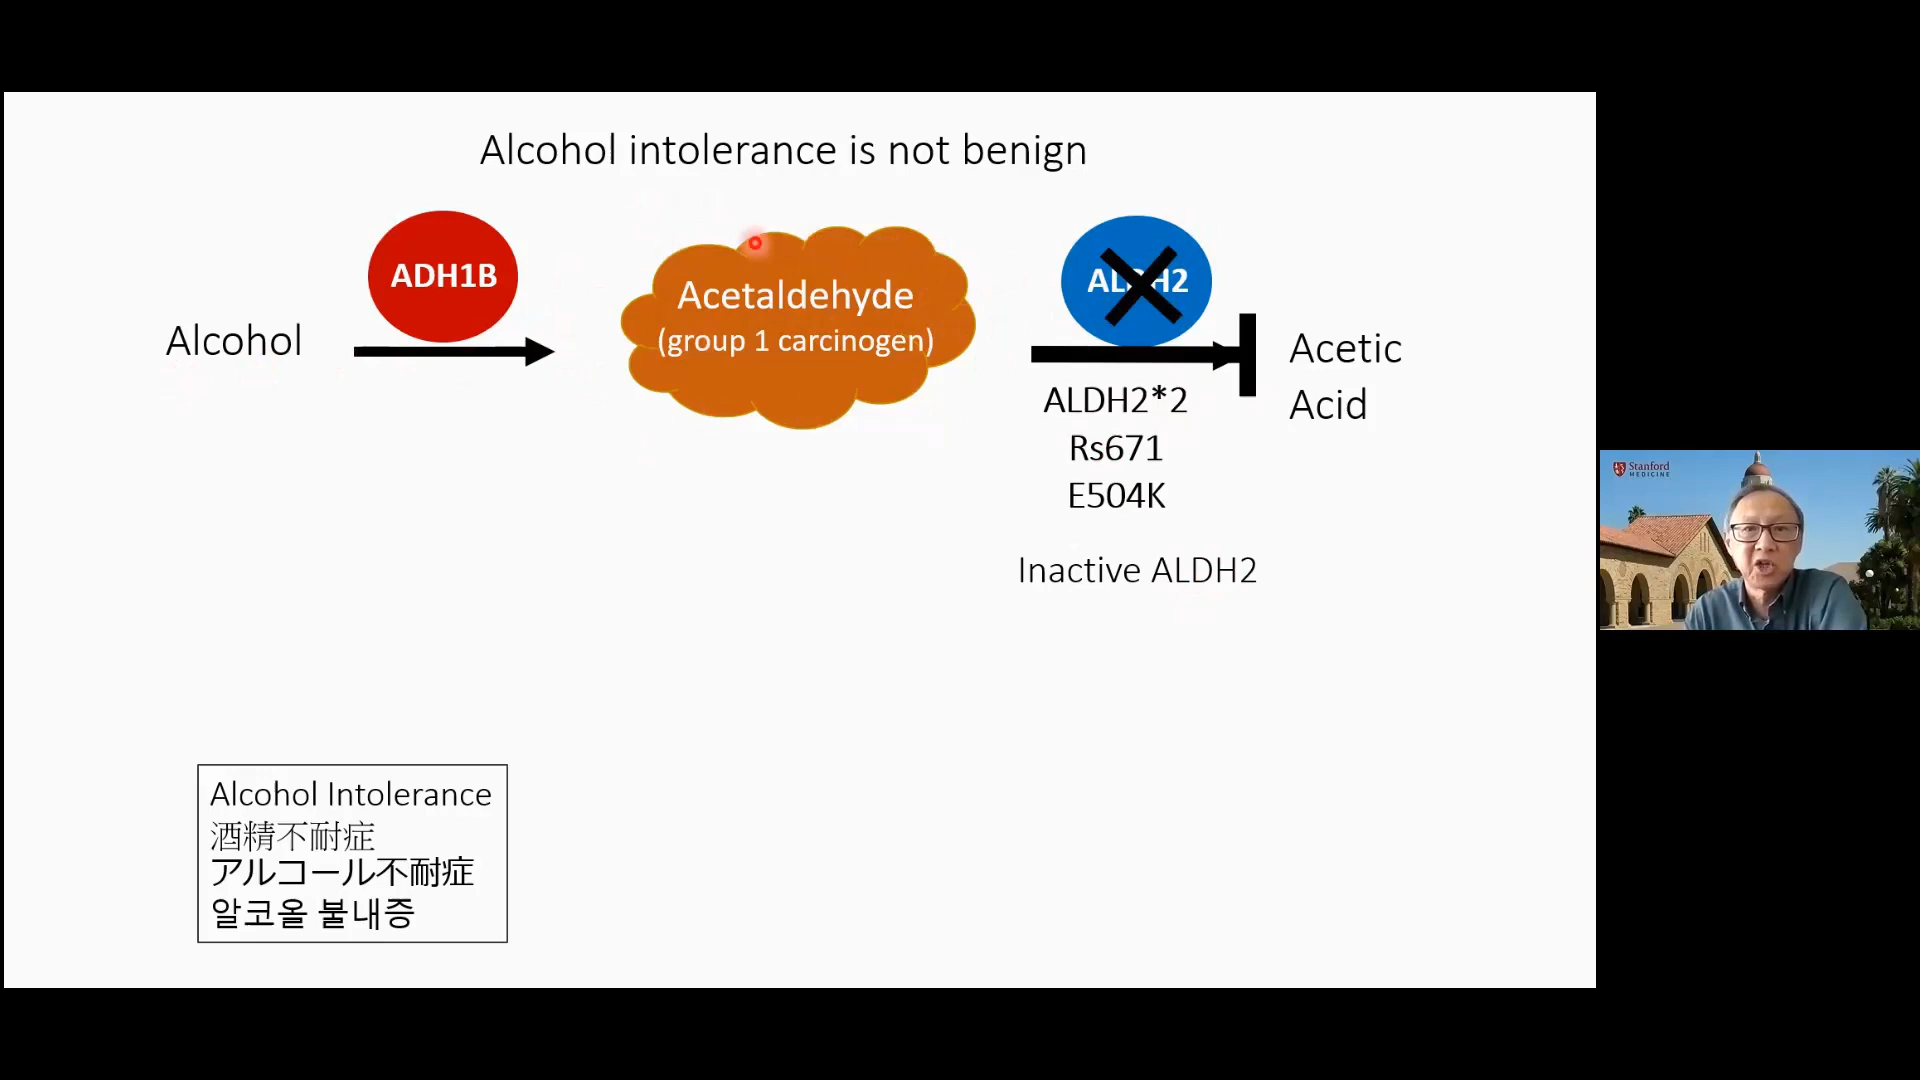 Alcohol intolerance is not benign
ADH1B
Alcohol
Acetaldehyde
(group 1 carcinogen)
ALDH2
ALDH2*2
Rs671
E504K
Inactive ALDH2
Acetic
Acid
Alcohol Intolerance
酒精不耐症
アルコール不耐症
알코올 불내증
Stanford
MEDICINE